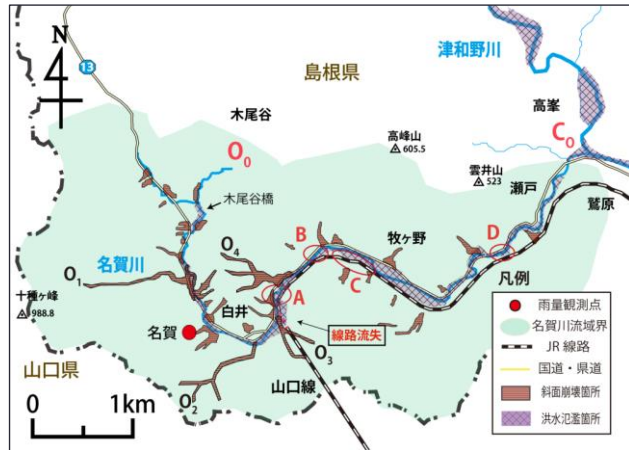 N
13
島根県
津和野川
高峯
C₀
木尾谷
高峰山
605.5
雲井山
523
瀬戸
鷲原
O₀
木尾谷橋
B
牧ヶ野
D
名賀川
O₄
O₁
十種ヶ峰
988.8
A
C
白井
名賀
線路流失
O₃
山口県
山口線
O₂
0 1km
凡例
雨量観測点
名賀川流域界
JR 線路
国道・県道
斜面崩壊箇所
洪水氾濫箇所